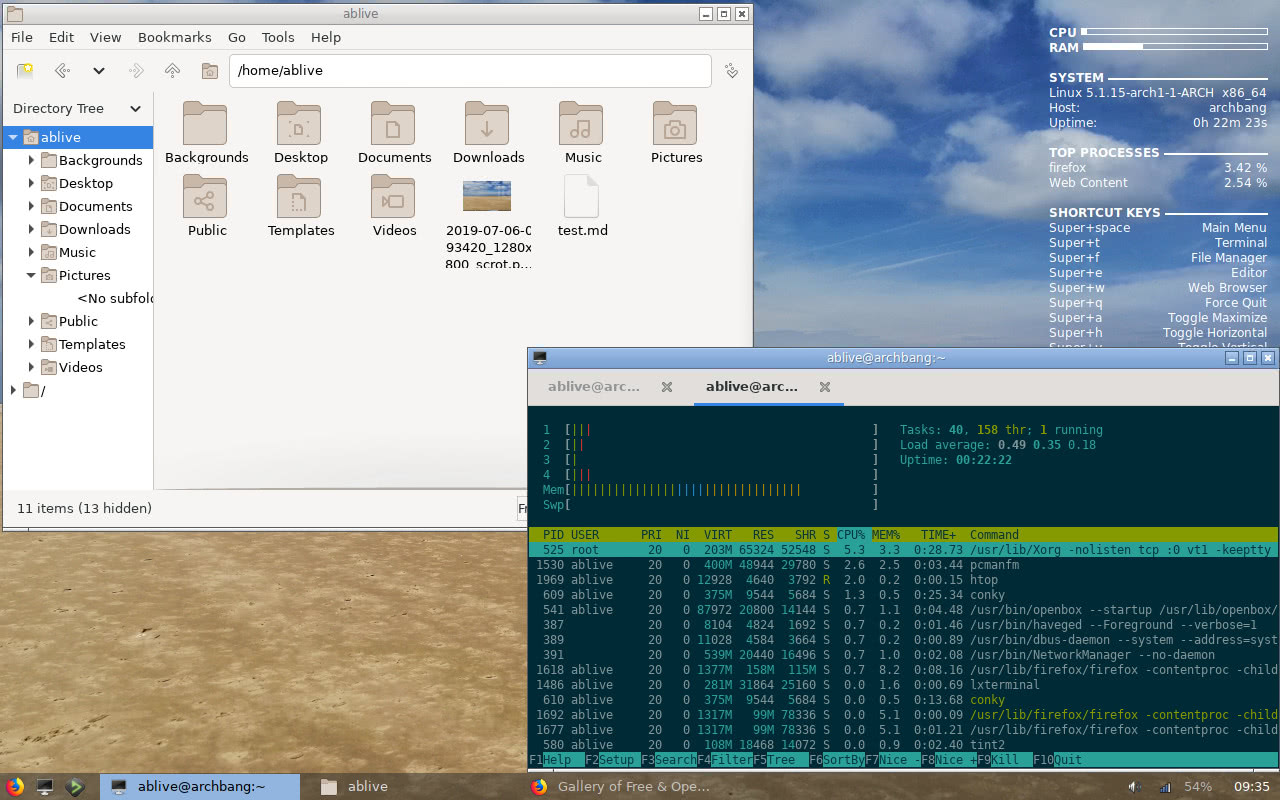 ablive
File Edit View Bookmarks Go Tools Help
/home/ablive
Directory Tree
ablive
Backgrounds
Desktop
Documents
Downloads
Music
Pictures
<No subfol
Public
Templates
Videos
/
Backgrounds Desktop Documents Downloads Music Pictures
Public Templates Videos 2019-07-06-0 test.md
93420_1280x
800_scrot.p...
11 items (13 hidden)
CPU
RAM
SYSTEM
Linux 5.1.15-arch1-1-ARCH x86_64
Host: archbang
Uptime: 0h 22m 23s
TOP PROCESSES
firefox 3.42 %
Web Content 2.54 %
SHORTCUT KEYS
Super+space Main Menu
Super+t Terminal
Super+f File Manager
Super+e Editor
Super+w Web Browser
Super+q Force Quit
Super+a Toggle Maximize
Super+h Toggle Horizontal
ablive@archbang:~
ablive@arc... ablive@arc...
1 [||| ] Tasks: 40, 158 thr; 1 running
2 [|| ] Load average: 0.49 0.35 0.18
3 [| ] Uptime: 00:22:22
4 [||| ]
Mem[||||||||||||||||||||||||||||||||| ]
Swp[ ]
PID USER PRI NI VIRT RES SHR S CPU% MEM% TIME+ Command
525 root 20 0 203M 65324 52548 S 5.3 3.3 0:28.73 /usr/lib/Xorg -nolisten tcp :0 vt1 -keeptty
1530 ablive 20 0 400M 48944 29780 S 2.6 2.5 0:03.44 pcmanfm
1969 ablive 20 0 12928 4640 3792 R 2.0 0.2 0:00.15 htop
609 ablive 20 0 375M 9544 5684 S 1.3 0.5 0:25.34 conky
541 ablive 20 0 87972 20800 14144 S 0.7 1.1 0:04.48 /usr/bin/openbox --startup /usr/lib/openbox/
387 20 0 8104 4824 1692 S 0.7 0.2 0:01.46 /usr/bin/haveged --Foreground --verbose=1
389 20 0 11028 4584 3664 S 0.7 0.2 0:00.89 /usr/bin/dbus-daemon --system --address=syst
391 20 0 539M 20440 16496 S 0.7 1.0 0:02.08 /usr/bin/NetworkManager --no-daemon
1618 ablive 20 0 1377M 158M 115M S 0.7 8.2 0:08.16 /usr/lib/firefox/firefox -contentproc -child
1486 ablive 20 0 281M 31864 25160 S 0.0 1.6 0:00.69 lxterminal
610 ablive 20 0 375M 9544 5684 S 0.0 0.5 0:13.68 conky
1692 ablive 20 0 1317M 99M 78336 S 0.0 5.1 0:00.09 /usr/lib/firefox/firefox -contentproc -child
1677 ablive 20 0 1317M 99M 78336 S 0.0 5.1 0:01.21 /usr/lib/firefox/firefox -contentproc -child
580 ablive 20 0 108M 18468 14072 S 0.0 0.9 0:02.40 tint2
F1Help F2Setup F3SearchF4FilterF5Tree F6SortByF7Nice -F8Nice +F9Kill F10Quit
ablive@archbang:~ ablive Gallery of Free & Ope... 54% 09:35